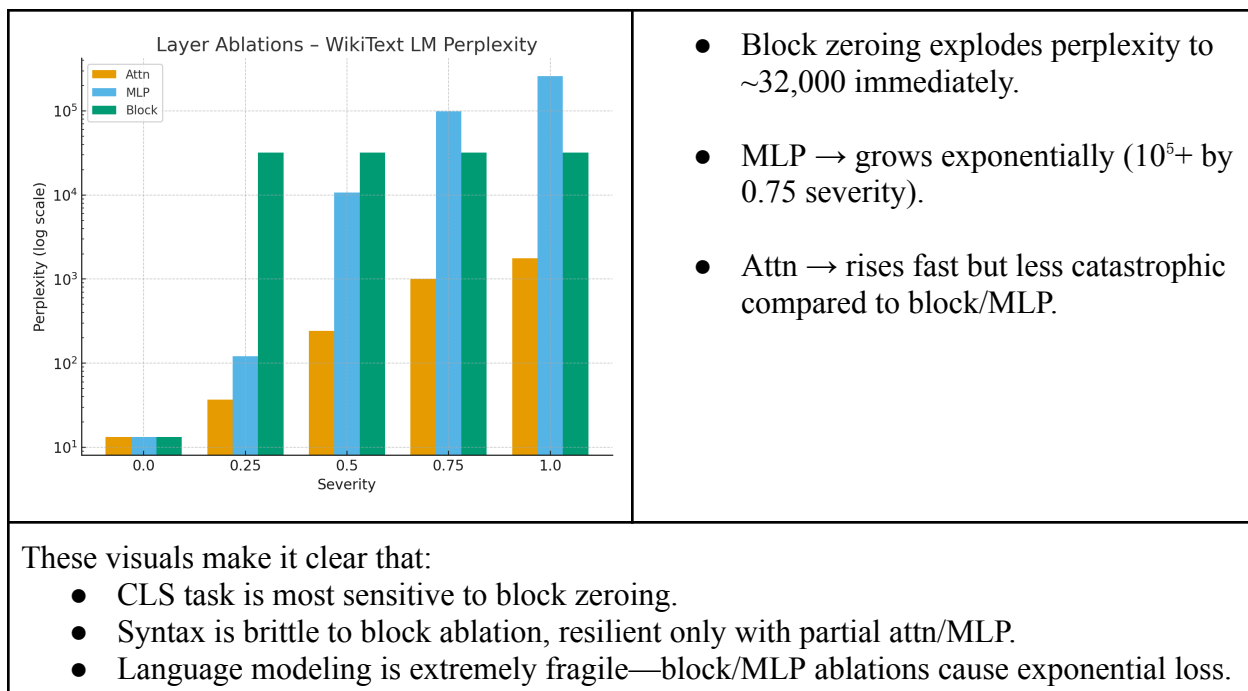 Layer Ablations – WikiText LM Perplexity
Attn
MLP
Block
Perplexity (log scale)
10⁵
10⁴
10³
10²
10¹
0.0 0.25 0.5 0.75 1.0
Severity
● Block zeroing explodes perplexity to
~32,000 immediately.
● MLP → grows exponentially (10⁵+ by
0.75 severity).
● Attn → rises fast but less catastrophic
compared to block/MLP.
These visuals make it clear that:
● CLS task is most sensitive to block zeroing.
● Syntax is brittle to block ablation, resilient only with partial attn/MLP.
● Language modeling is extremely fragile—block/MLP ablations cause exponential loss.